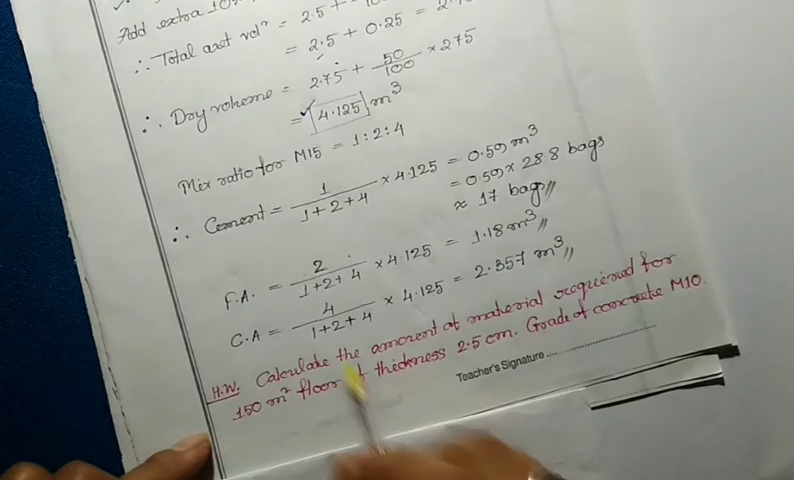 Add extra 10%
∴ Total wet volⁿ = 2.5 +
= 2.5 + 0.25 =
∴ Dry volume = 2.75 + 50/100 × 2.75
= 4.125 m³
Mix ratio for M15 = 1:2:4
∴ Cement = 1/(1+2+4) × 4.125 = 0.59 m³
= 0.59 × 28.8 bags
≈ 17 bags//
F.A. = 2/(1+2+4) × 4.125 = 1.18 m³//
C.A = 4/(1+2+4) × 4.125 = 2.357 m³//
H.W. Calculate the amount of material required for
150 m² floor of thickness 2.5 cm. Grade of concrete M10.
Teacher's Signature ..............................